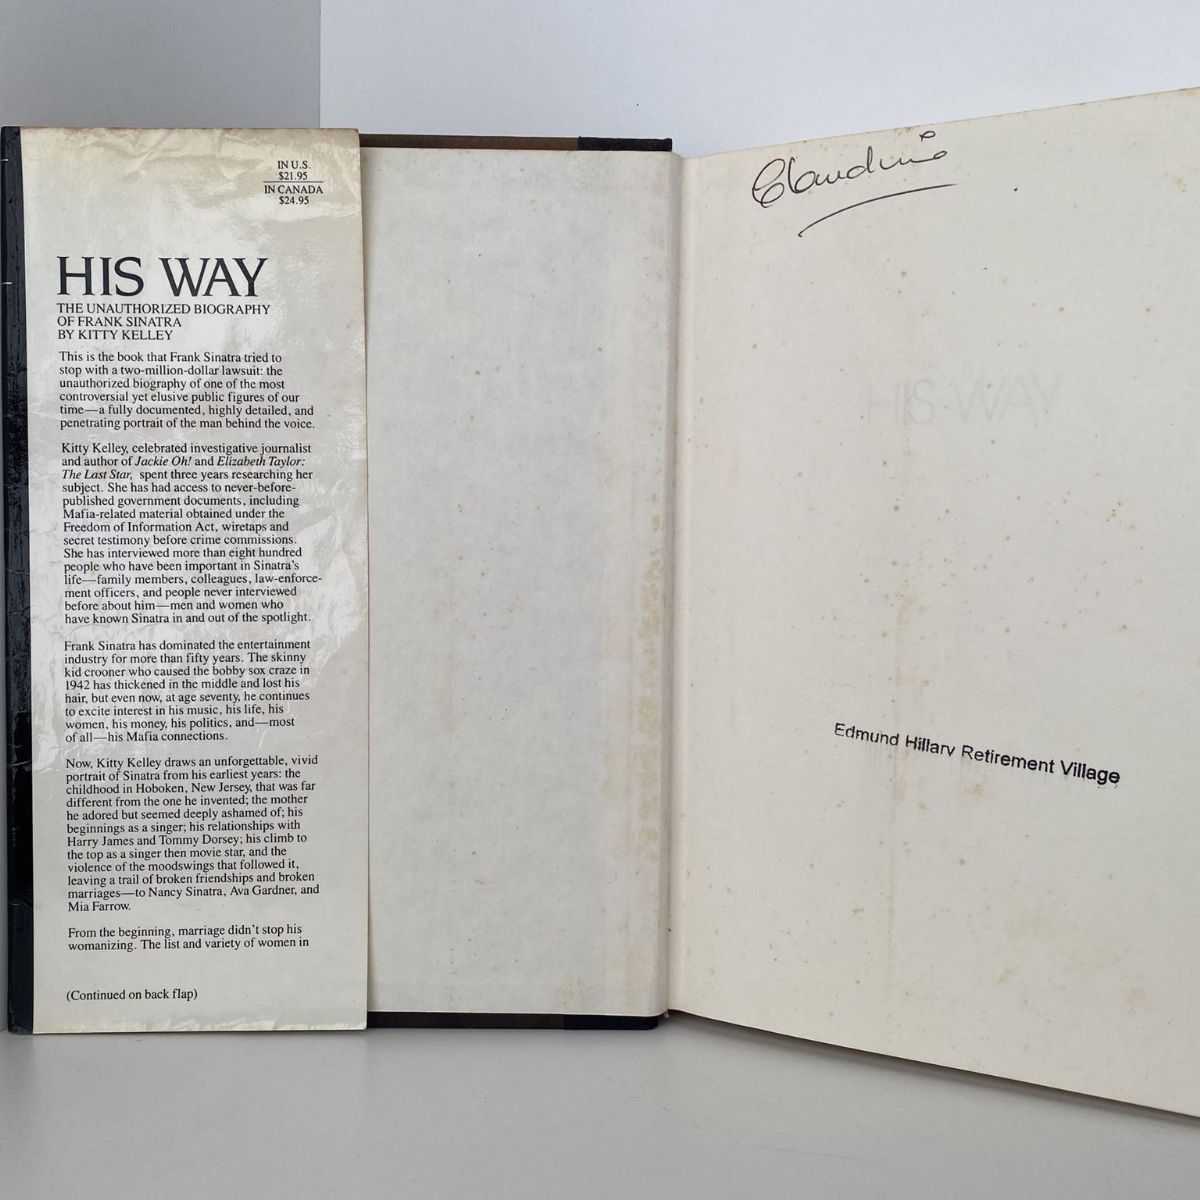 IN U.S.
$21.95
IN CANADA
$24.95
HIS WAY
THE UNAUTHORIZED BIOGRAPHY
OF FRANK SINATRA
BY KITTY KELLEY
This is the book that Frank Sinatra tried to
stop with a two-million-dollar lawsuit: the
unauthorized biography of one of the most
controversial yet elusive public figures of our
time—a fully documented, highly detailed, and
penetrating portrait of the man behind the voice.
Kitty Kelley, celebrated investigative journalist
and author of Jackie Oh! and Elizabeth Taylor:
The Last Star, spent three years researching her
subject. She has had access to never-before-
published government documents, including
Mafia-related material obtained under the
Freedom of Information Act, wiretaps and
secret testimony before crime commissions.
She has interviewed more than eight hundred
people who have been important in Sinatra's
life—family members, colleagues, law-enforce-
ment officers, and people never interviewed
before about him—men and women who
have known Sinatra in and out of the spotlight.
Frank Sinatra has dominated the entertainment
industry for more than fifty years. The skinny
kid crooner who caused the bobby sox craze in
1942 has thickened in the middle and lost his
hair, but even now, at age seventy, he continues
to excite interest in his music, his life, his
women, his money, his politics, and—most
of all—his Mafia connections.
Now, Kitty Kelley draws an unforgettable, vivid
portrait of Sinatra from his earliest years: the
childhood in Hoboken, New Jersey, that was far
different from the one he invented; the mother
he adored but seemed deeply ashamed of; his
beginnings as a singer; his relationships with
Harry James and Tommy Dorsey; his climb to
the top as a singer then movie star, and the
violence of the moodswings that followed it,
leaving a trail of broken friendships and broken
marriages—to Nancy Sinatra, Ava Gardner, and
Mia Farrow.
From the beginning, marriage didn't stop his
womanizing. The list and variety of women in
(Continued on back flap)
Claudine
HIS WAY
Edmund Hillary Retirement Village